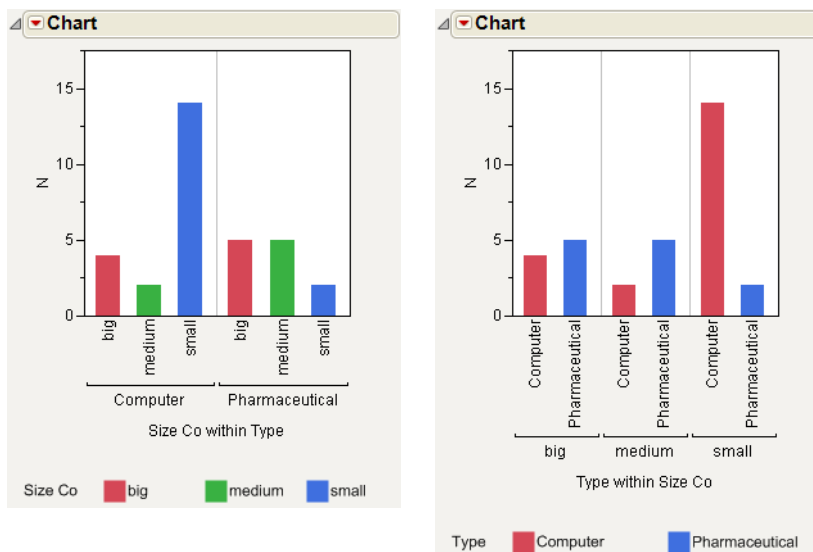 Chart
15
10
5
0
N
big
medium
small
big
medium
small
Computer Pharmaceutical
Size Co within Type
Size Co big medium small
Chart
15
10
5
0
N
Computer
Pharmaceutical
Computer
Pharmaceutical
Computer
Pharmaceutical
big medium small
Type within Size Co
Type Computer Pharmaceutical